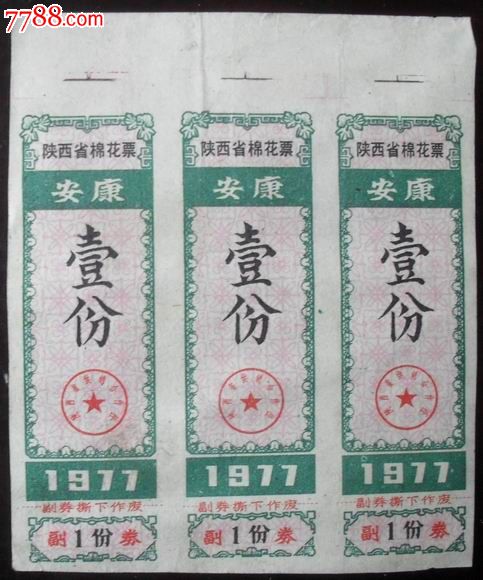 7788.com
陕西省棉花票
安康
壹份
1977
副券撕下作废
副1份券
陕西省棉花票
安康
壹份
1977
副券撕下作废
副1份券
陕西省棉花票
安康
壹份
1977
副券撕下作废
副1份券